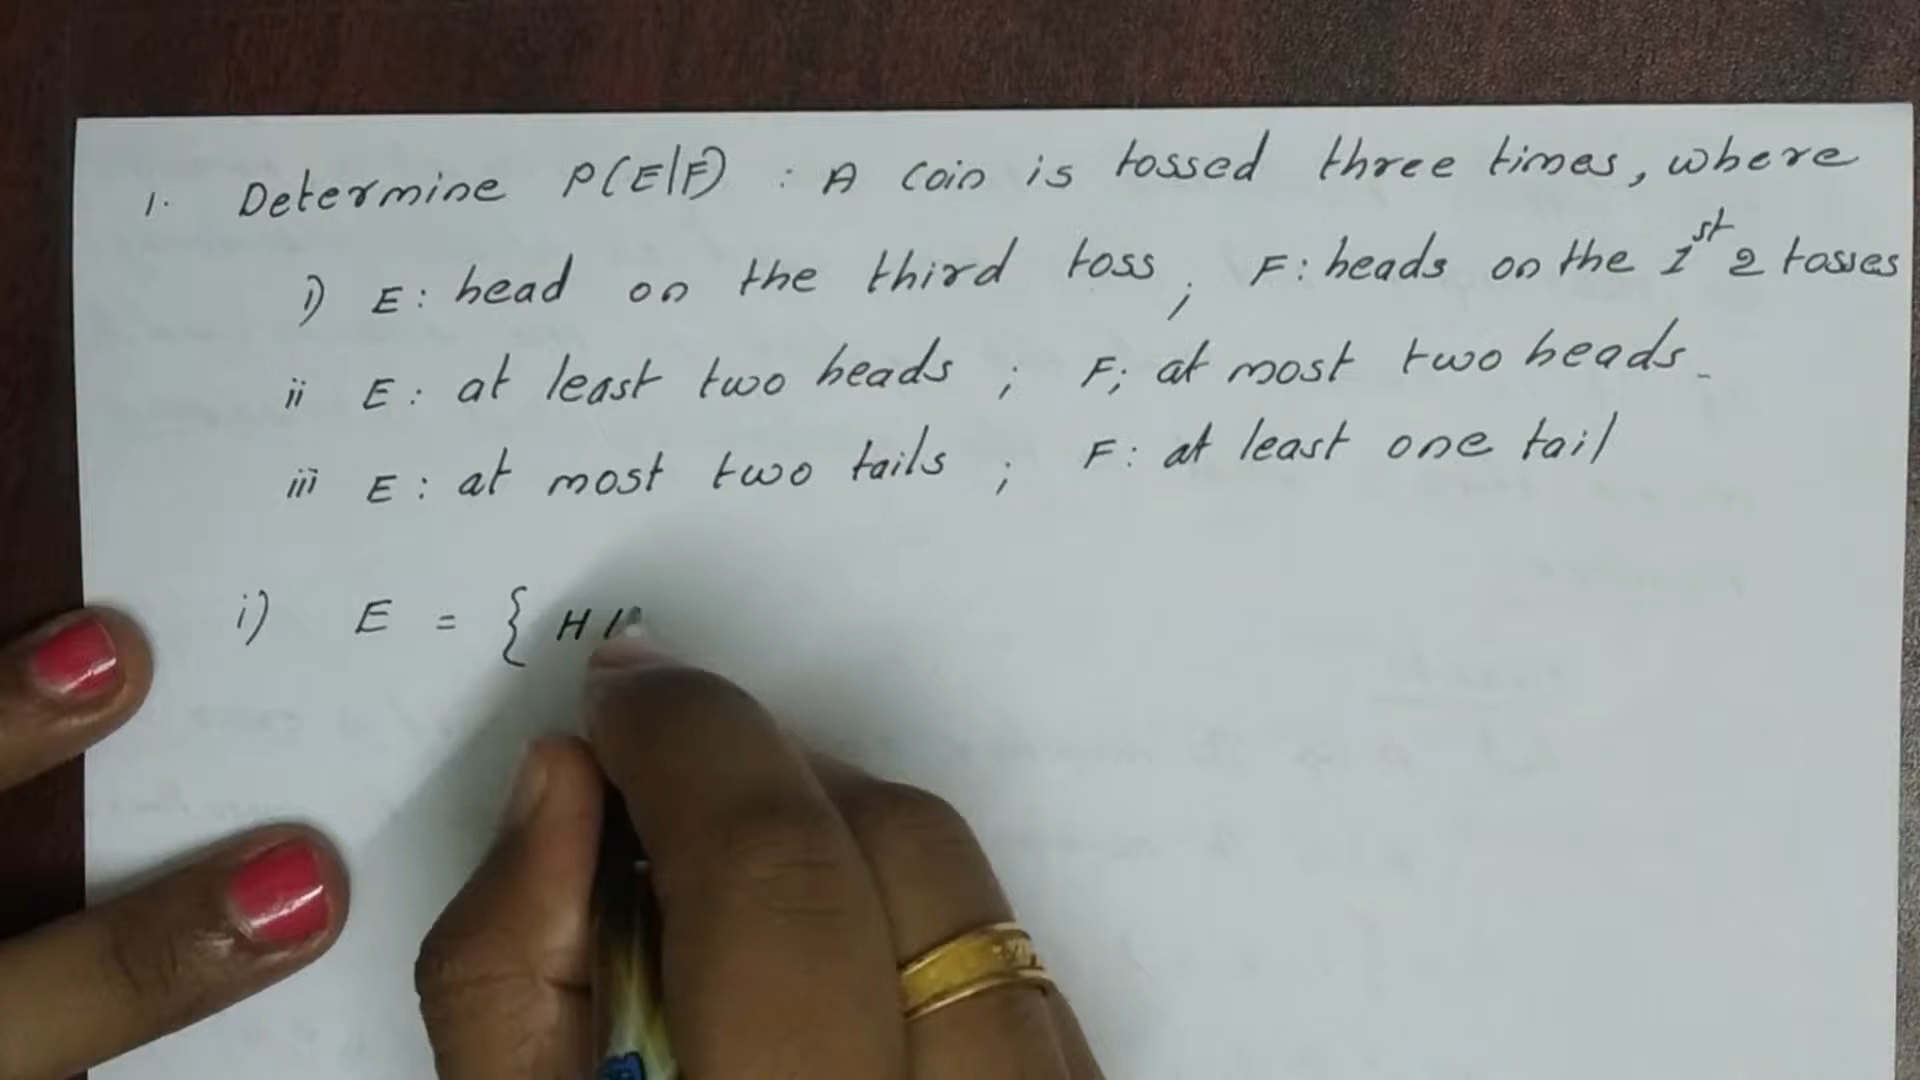 1. Determine P(E|F) : A coin is tossed three times, where
i) E: head on the third toss ; F: heads on the 1st 2 tosses
ii E: at least two heads ; F; at most two heads.
iii E: at most two tails ; F: at least one tail
i) E = { H